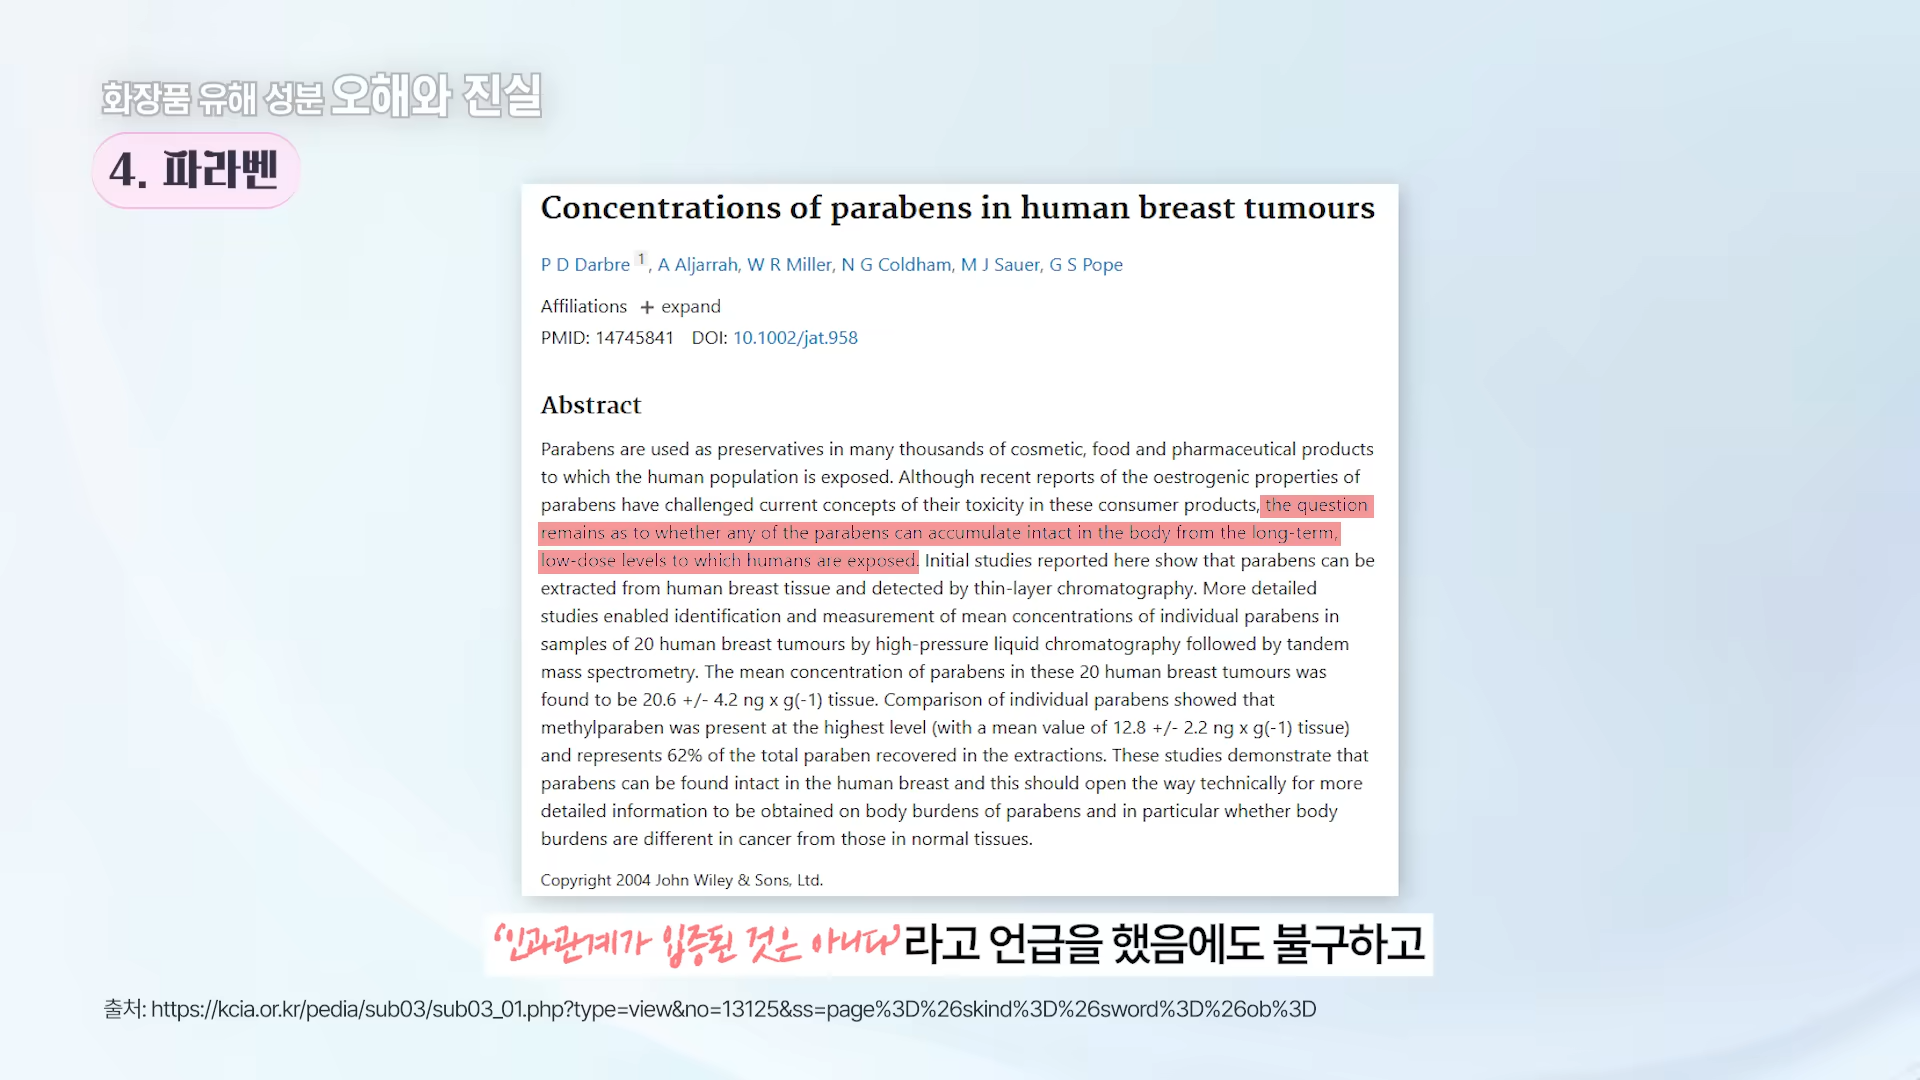 화장품 유해 성분 오해와 진실
4. 파라벤
Concentrations of parabens in human breast tumours
P D Darbre 1, A Aljarrah, W R Miller, N G Coldham, M J Sauer, G S Pope
Affiliations + expand
PMID: 14745841 DOI: 10.1002/jat.958
Abstract
Parabens are used as preservatives in many thousands of cosmetic, food and pharmaceutical products
to which the human population is exposed. Although recent reports of the oestrogenic properties of
parabens have challenged current concepts of their toxicity in these consumer products, the question
remains as to whether any of the parabens can accumulate intact in the body from the long-term,
low-dose levels to which humans are exposed. Initial studies reported here show that parabens can be
extracted from human breast tissue and detected by thin-layer chromatography. More detailed
studies enabled identification and measurement of mean concentrations of individual parabens in
samples of 20 human breast tumours by high-pressure liquid chromatography followed by tandem
mass spectrometry. The mean concentration of parabens in these 20 human breast tumours was
found to be 20.6 +/- 4.2 ng x g(-1) tissue. Comparison of individual parabens showed that
methylparaben was present at the highest level (with a mean value of 12.8 +/- 2.2 ng x g(-1) tissue)
and represents 62% of the total paraben recovered in the extractions. These studies demonstrate that
parabens can be found intact in the human breast and this should open the way technically for more
detailed information to be obtained on body burdens of parabens and in particular whether body
burdens are different in cancer from those in normal tissues.
Copyright 2004 John Wiley & Sons, Ltd.
‘인과관계가 입증된 것은 아니다’라고 언급을 했음에도 불구하고
출처: https://kcia.or.kr/pedia/sub03/sub03_01.php?type=view&no=13125&ss=page%3D%26skind%3D%26sword%3D%26ob%3D